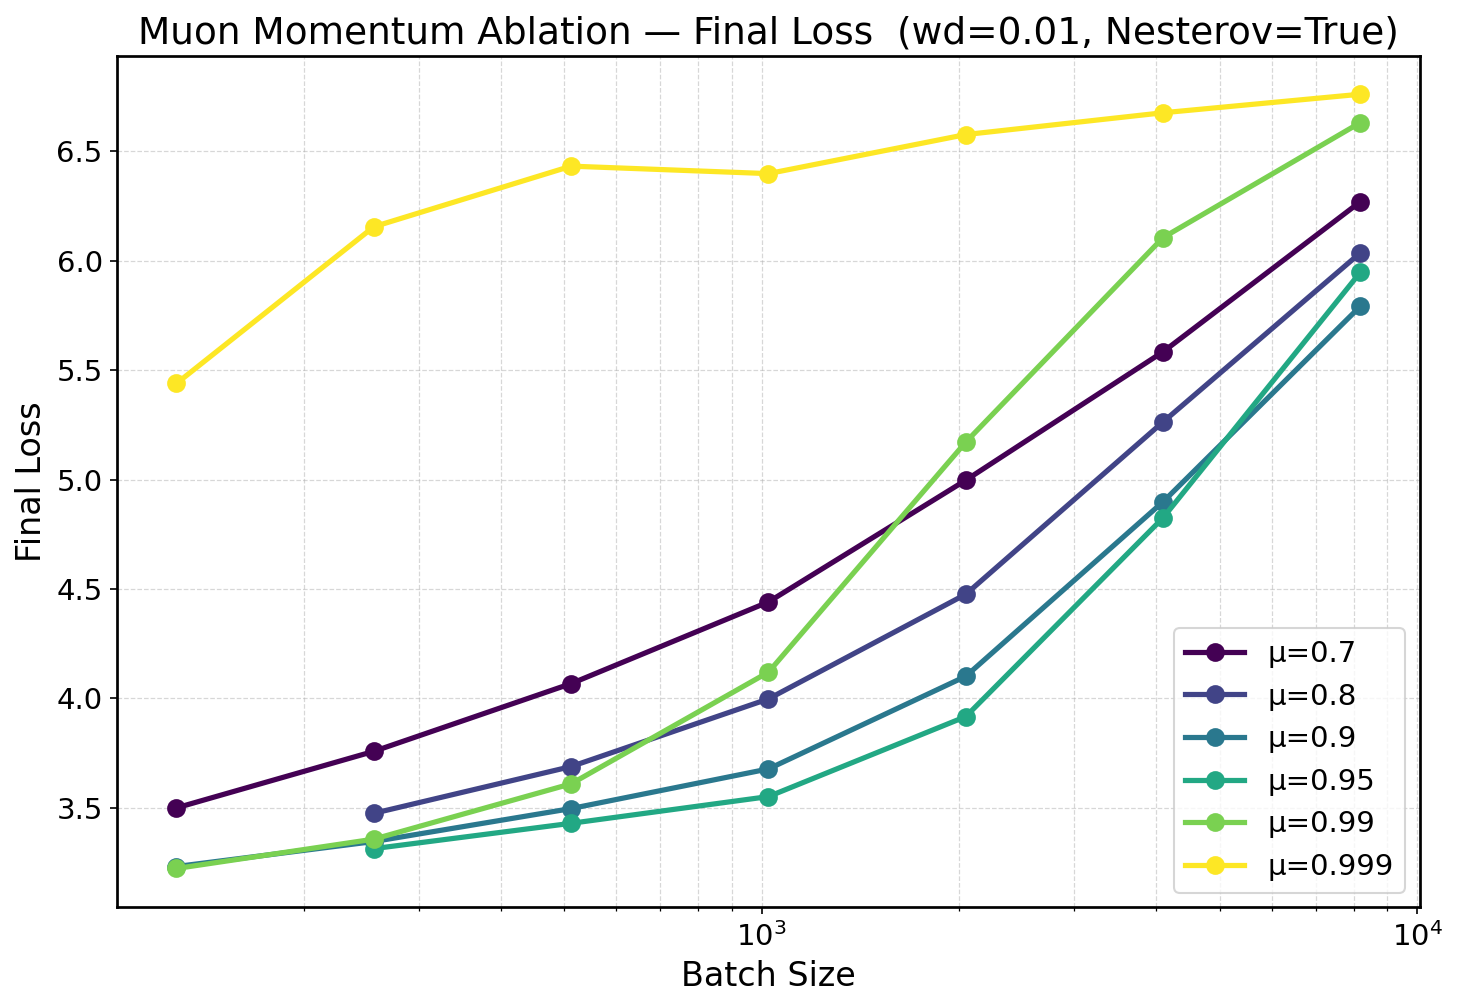 Muon Momentum Ablation — Final Loss  (wd=0.01, Nesterov=True)
Final Loss
6.5
6.0
5.5
5.0
4.5
4.0
3.5
μ=0.7
μ=0.8
μ=0.9
μ=0.95
μ=0.99
μ=0.999
10³
10⁴
Batch Size